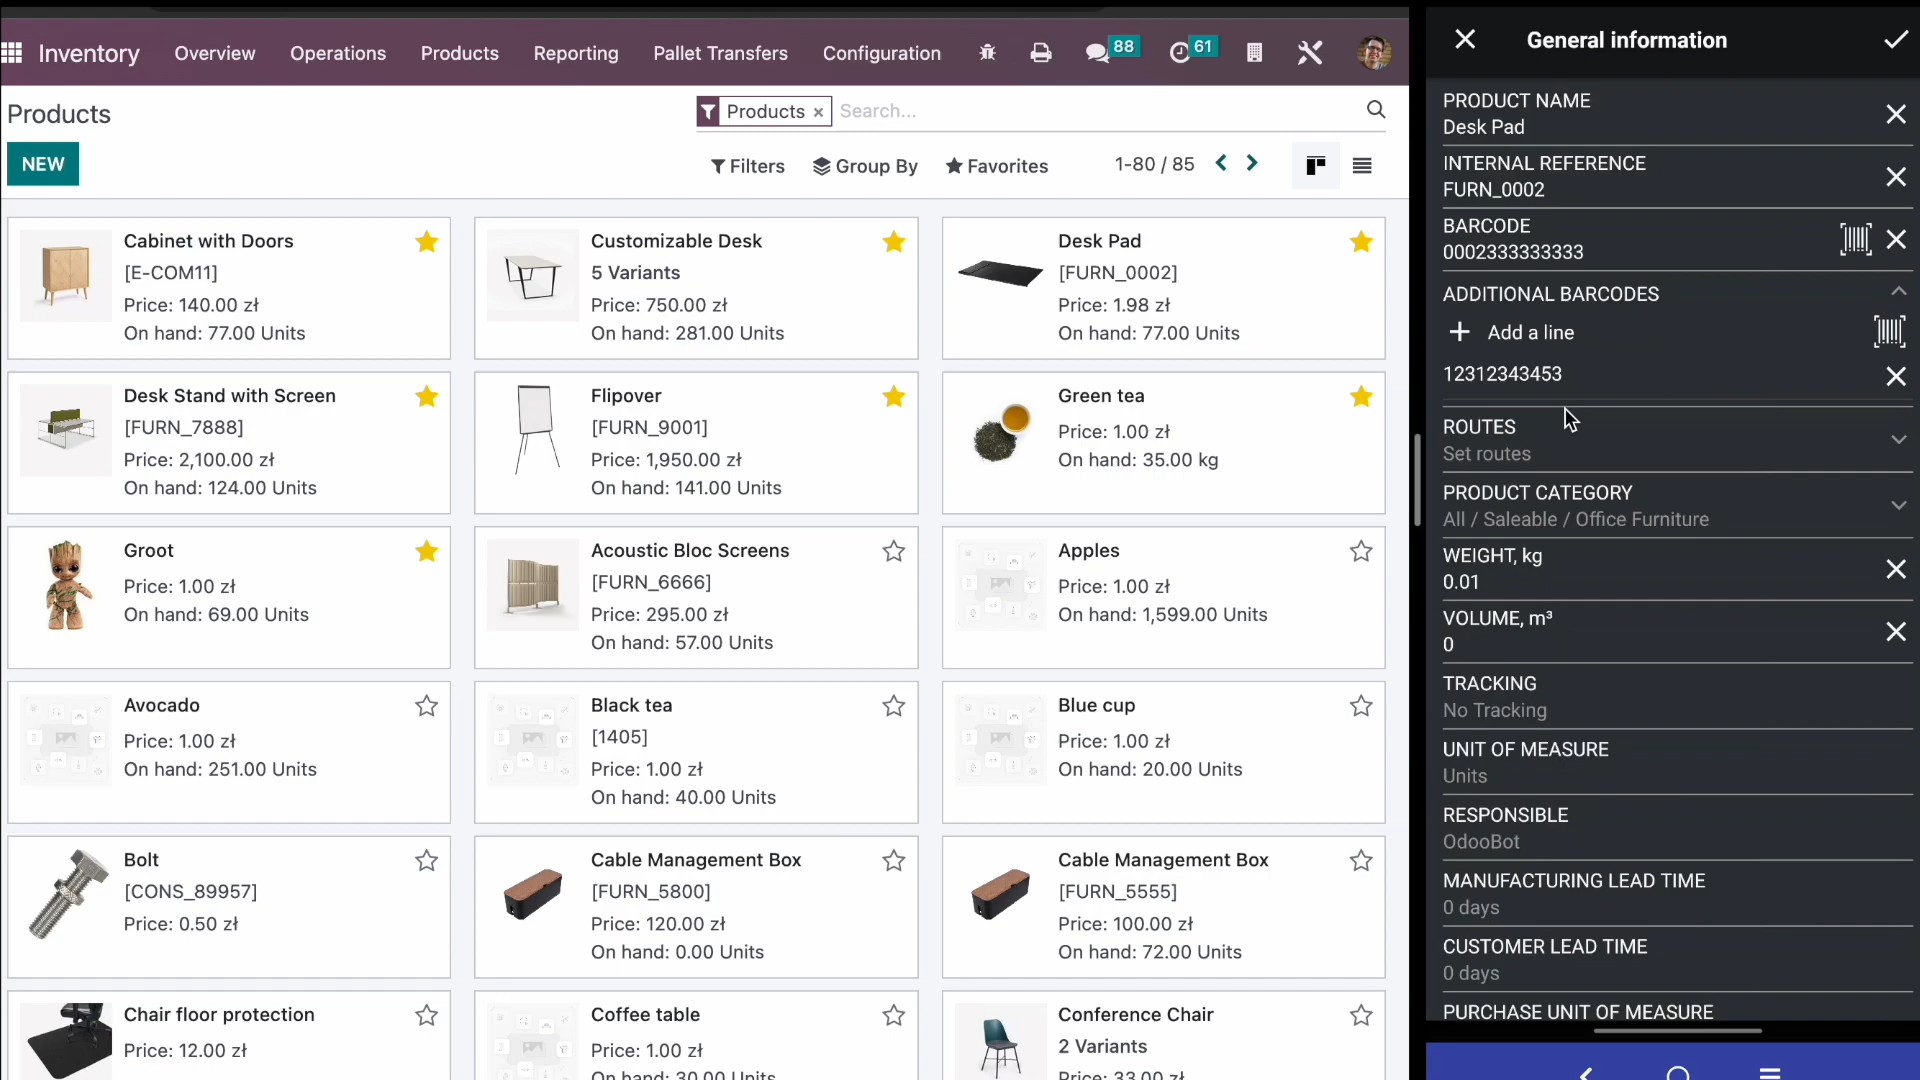 Inventory
Overview
Operations
Products
Reporting
Pallet Transfers
Configuration
88
61
Products
Products ×
Search...
NEW
Filters
Group By
Favorites
1-80 / 85
Cabinet with Doors
[E-COM11]
Price: 140.00 zł
On hand: 77.00 Units
Customizable Desk
5 Variants
Price: 750.00 zł
On hand: 281.00 Units
Desk Pad
[FURN_0002]
Price: 1.98 zł
On hand: 77.00 Units
Desk Stand with Screen
[FURN_7888]
Price: 2,100.00 zł
On hand: 124.00 Units
Flipover
[FURN_9001]
Price: 1,950.00 zł
On hand: 141.00 Units
Green tea
Price: 1.00 zł
On hand: 35.00 kg
Groot
Price: 1.00 zł
On hand: 69.00 Units
Acoustic Bloc Screens
[FURN_6666]
Price: 295.00 zł
On hand: 57.00 Units
Apples
Price: 1.00 zł
On hand: 1,599.00 Units
Avocado
Price: 1.00 zł
On hand: 251.00 Units
Black tea
[1405]
Price: 1.00 zł
On hand: 40.00 Units
Blue cup
Price: 1.00 zł
On hand: 20.00 Units
Bolt
[CONS_89957]
Price: 0.50 zł
Cable Management Box
[FURN_5800]
Price: 120.00 zł
On hand: 0.00 Units
Cable Management Box
[FURN_5555]
Price: 100.00 zł
On hand: 72.00 Units
Chair floor protection
Price: 12.00 zł
Coffee table
Price: 1.00 zł
On hand: 30.00 Units
Conference Chair
2 Variants
Price: 33.00 zł
General information
PRODUCT NAME
Desk Pad
INTERNAL REFERENCE
FURN_0002
BARCODE
0002333333333
ADDITIONAL BARCODES
+ Add a line
12312343453
ROUTES
Set routes
PRODUCT CATEGORY
All / Saleable / Office Furniture
WEIGHT, kg
0.01
VOLUME, m³
0
TRACKING
No Tracking
UNIT OF MEASURE
Units
RESPONSIBLE
OdooBot
MANUFACTURING LEAD TIME
0 days
CUSTOMER LEAD TIME
0 days
PURCHASE UNIT OF MEASURE